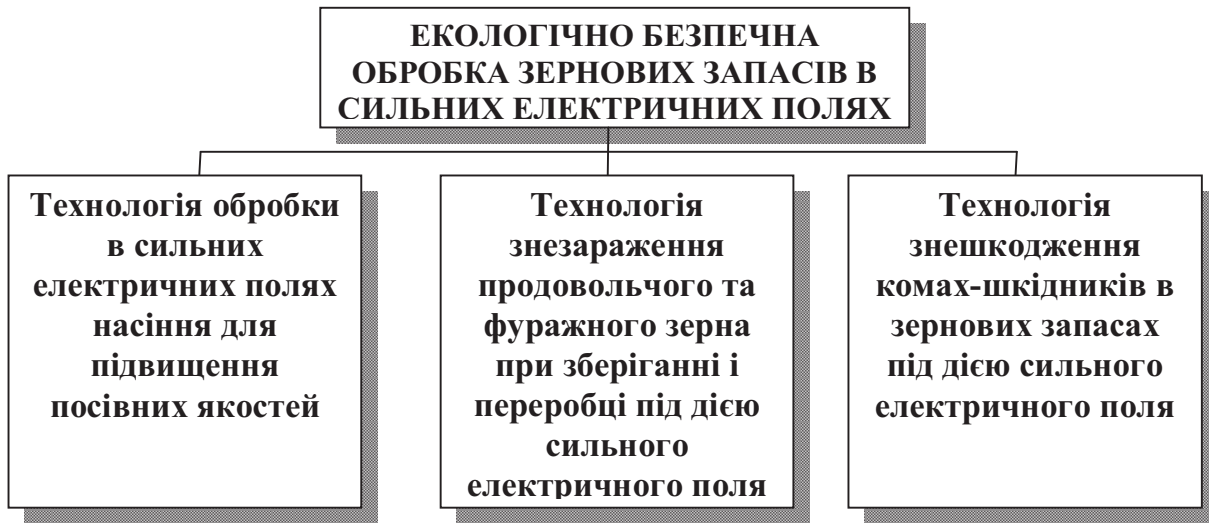 ЕКОЛОГІЧНО БЕЗПЕЧНА
ОБРОБКА ЗЕРНОВИХ ЗАПАСІВ В
СИЛЬНИХ ЕЛЕКТРИЧНИХ ПОЛЯХ
Технологія обробки
в сильних
електричних полях
насіння для
підвищення
посівних якостей
Технологія
знезараження
продовольчого та
фуражного зерна
при зберіганні і
переробці під дією
сильного
електричного поля
Технологія
знешкодження
комах-шкідників в
зернових запасах
під дією сильного
електричного поля